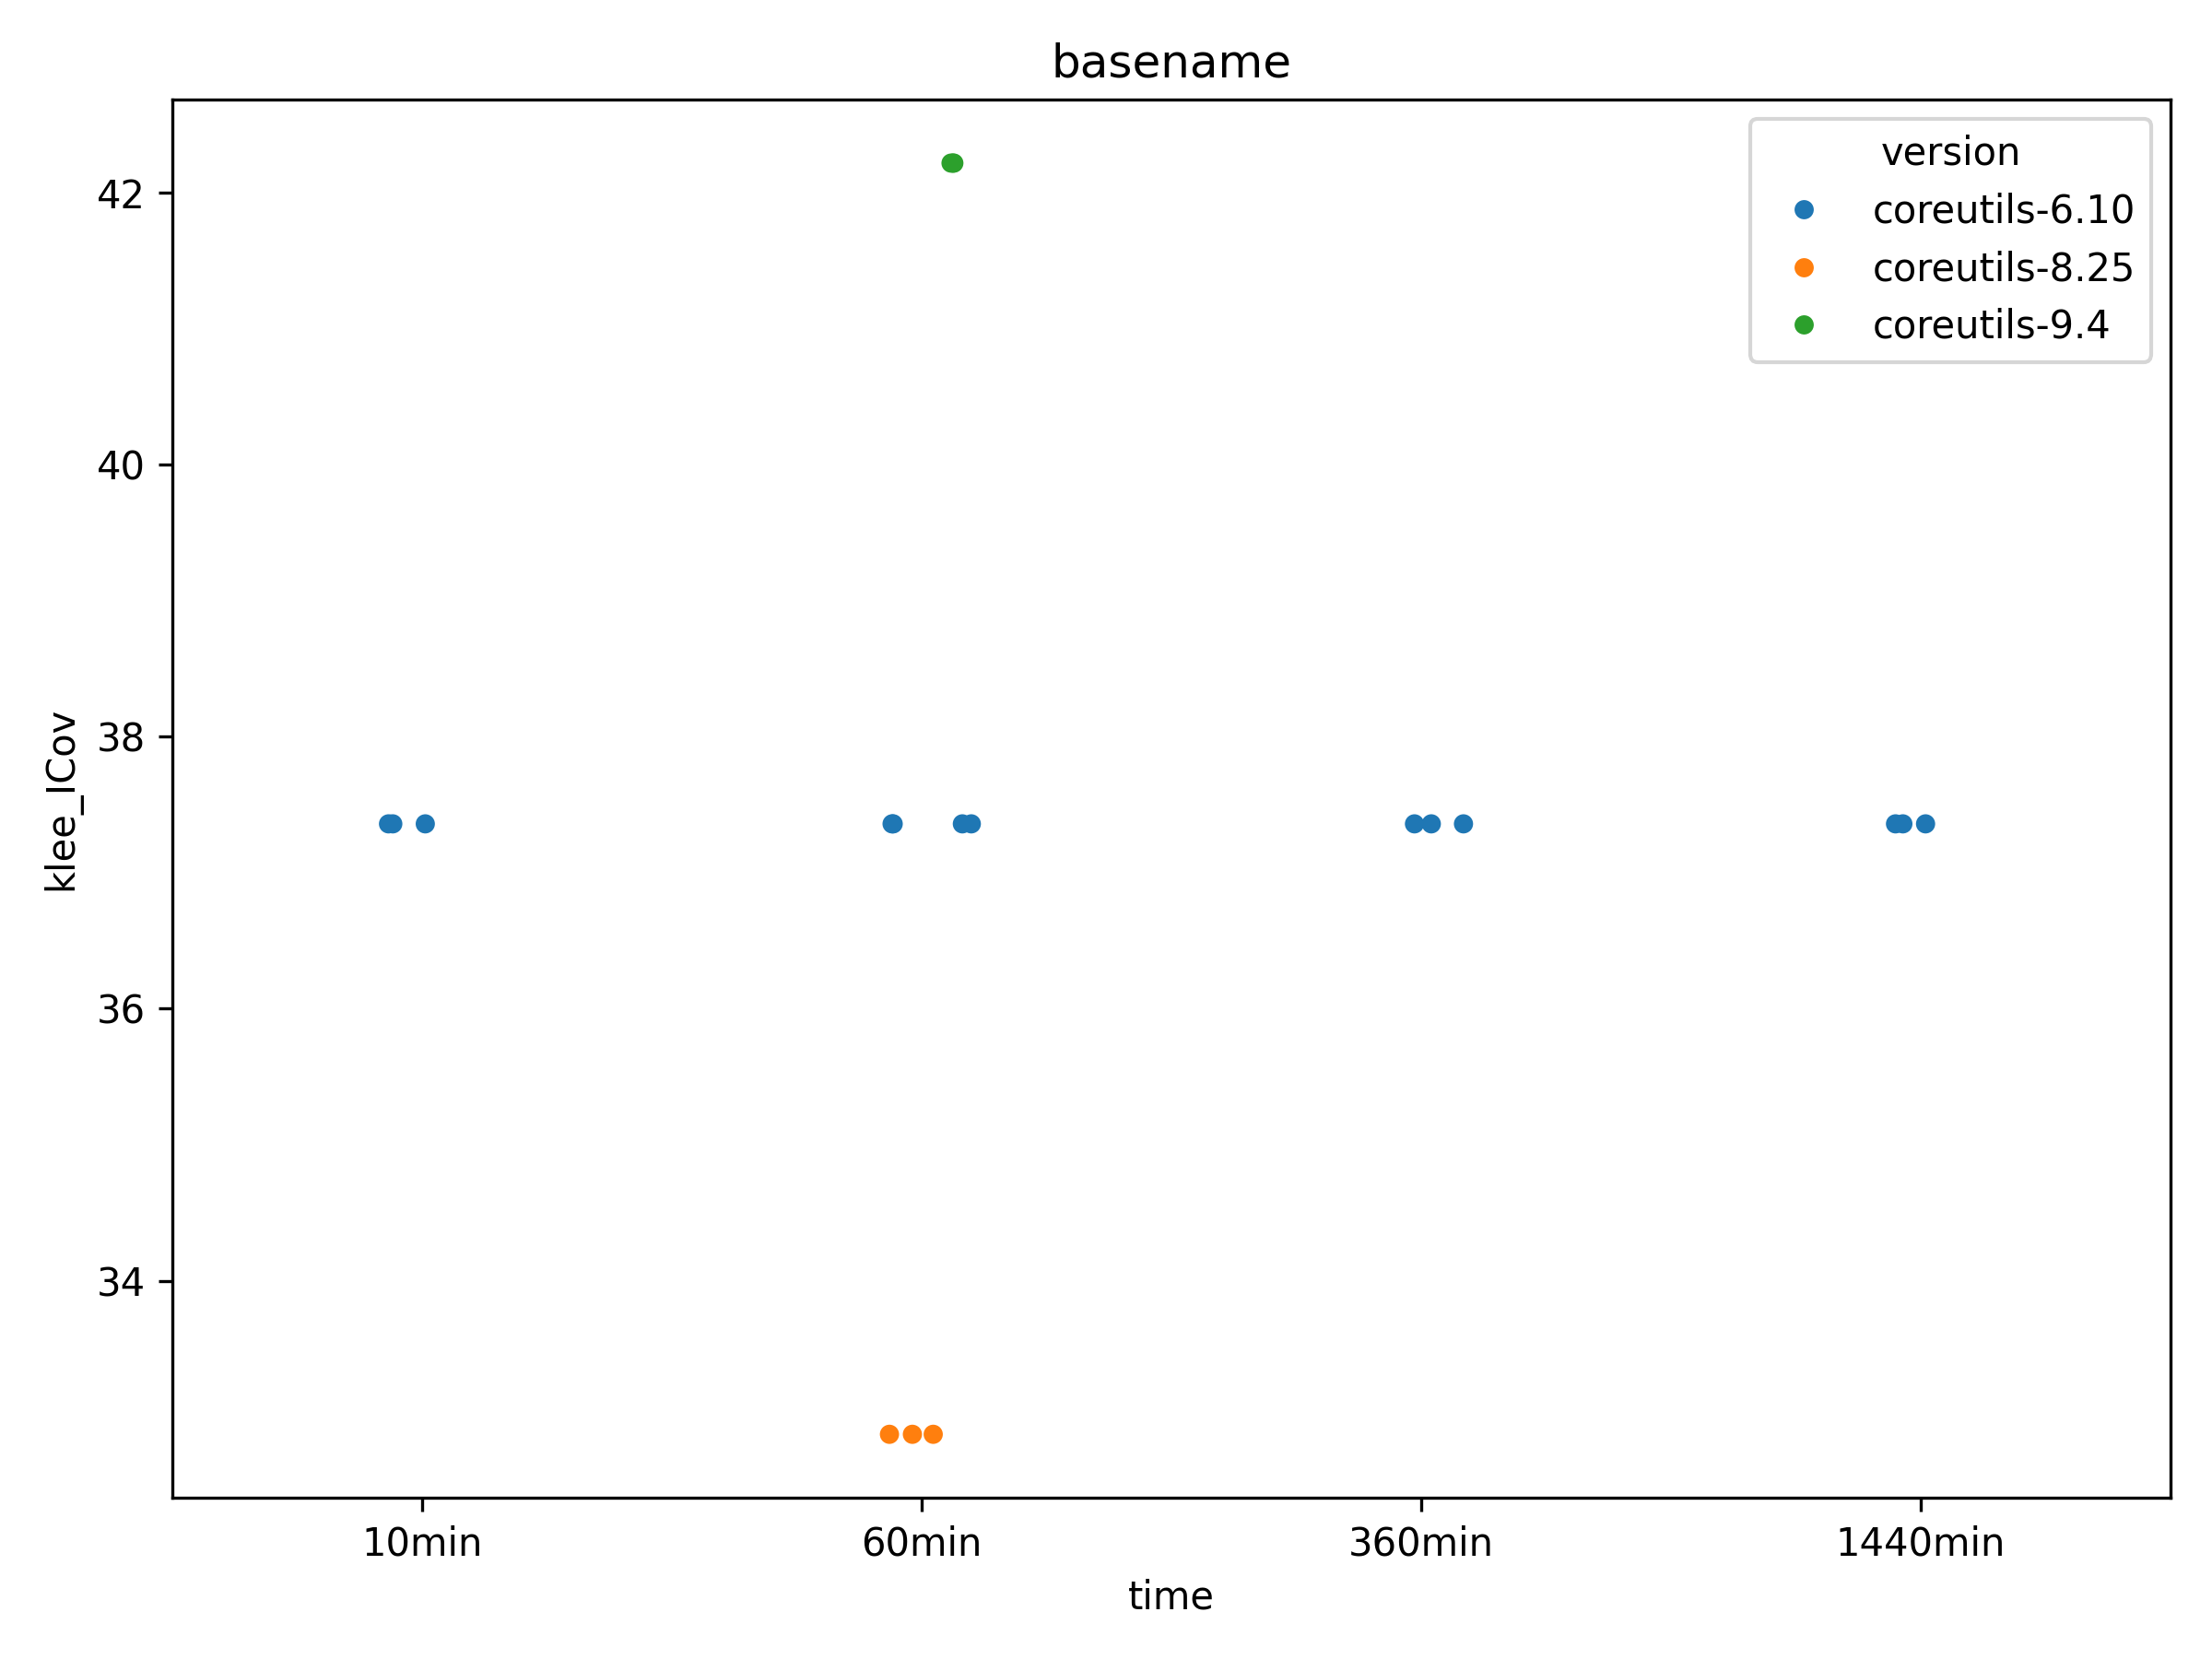 basename
version
coreutils-6.10
coreutils-8.25
coreutils-9.4
42
40
38
36
34
klee_ICov
10min
60min
360min
1440min
time